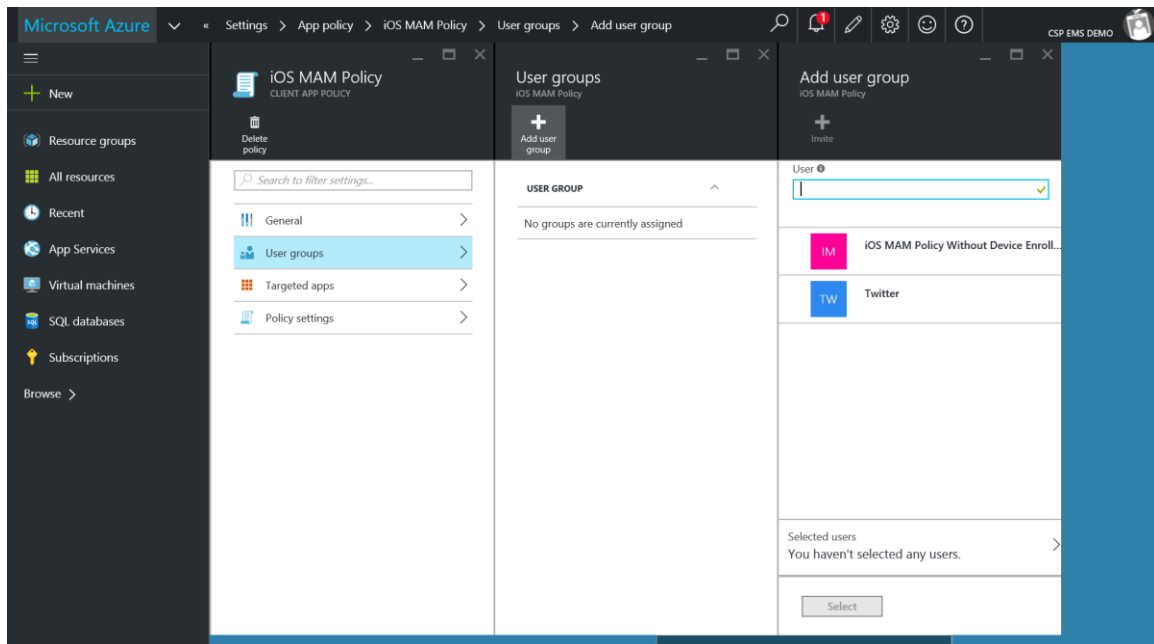 Microsoft Azure
« Settings > App policy > iOS MAM Policy > User groups > Add user group
1
CSP EMS DEMO
New
Resource groups
All resources
Recent
App Services
Virtual machines
SQL
SQL databases
Subscriptions
Browse >
iOS MAM Policy
CLIENT APP POLICY
Delete
policy
Search to filter settings...
General
User groups
Targeted apps
Policy settings
User groups
iOS MAM Policy
Add user
group
USER GROUP
No groups are currently assigned
Add user group
iOS MAM Policy
Invite
User
IM
iOS MAM Policy Without Device Enroll...
TW
Twitter
Selected users
You haven't selected any users.
Select